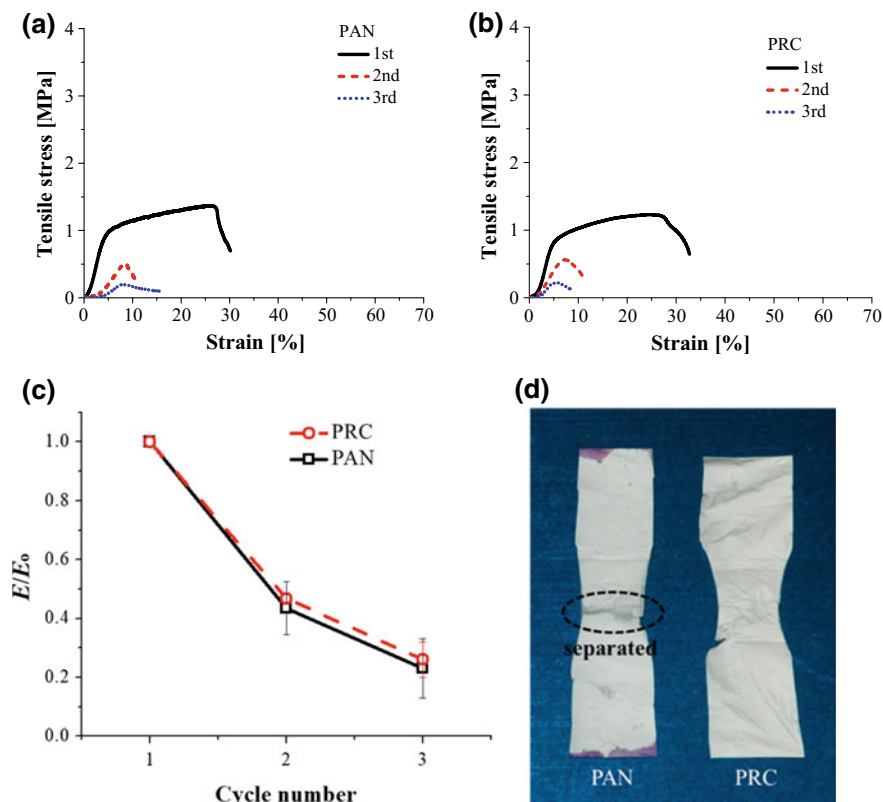 (a)
PAN
1st
2nd
3rd
Tensile stress [MPa]
4
3
2
1
0
0 10 20 30 40 50 60 70
Strain [%]
(b)
PRC
1st
2nd
3rd
Tensile stress [MPa]
4
3
2
1
0
0 10 20 30 40 50 60 70
Strain [%]
(c)
PRC
PAN
E/Eo
1.0
0.8
0.6
0.4
0.2
0.0
1 2 3
Cycle number
(d)
separated
PAN PRC